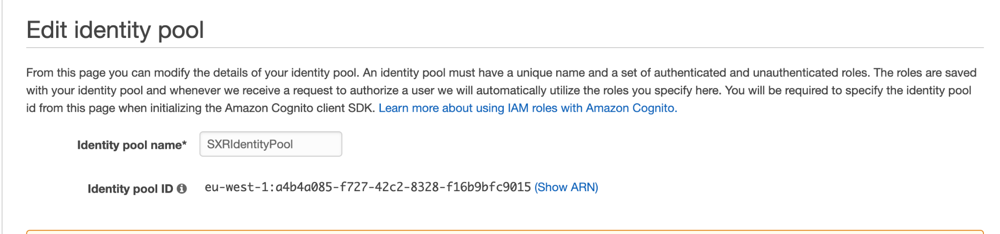 Edit identity pool
From this page you can modify the details of your identity pool. An identity pool must have a unique name and a set of authenticated and unauthenticated roles. The roles are saved
with your identity pool and whenever we receive a request to authorize a user we will automatically utilize the roles you specify here. You will be required to specify the identity pool
id from this page when initializing the Amazon Cognito client SDK. Learn more about using IAM roles with Amazon Cognito.
Identity pool name* SXRIdentityPool
Identity pool ID eu-west-1:a4b4a085-f727-42c2-8328-f16b9bfc9015 (Show ARN)